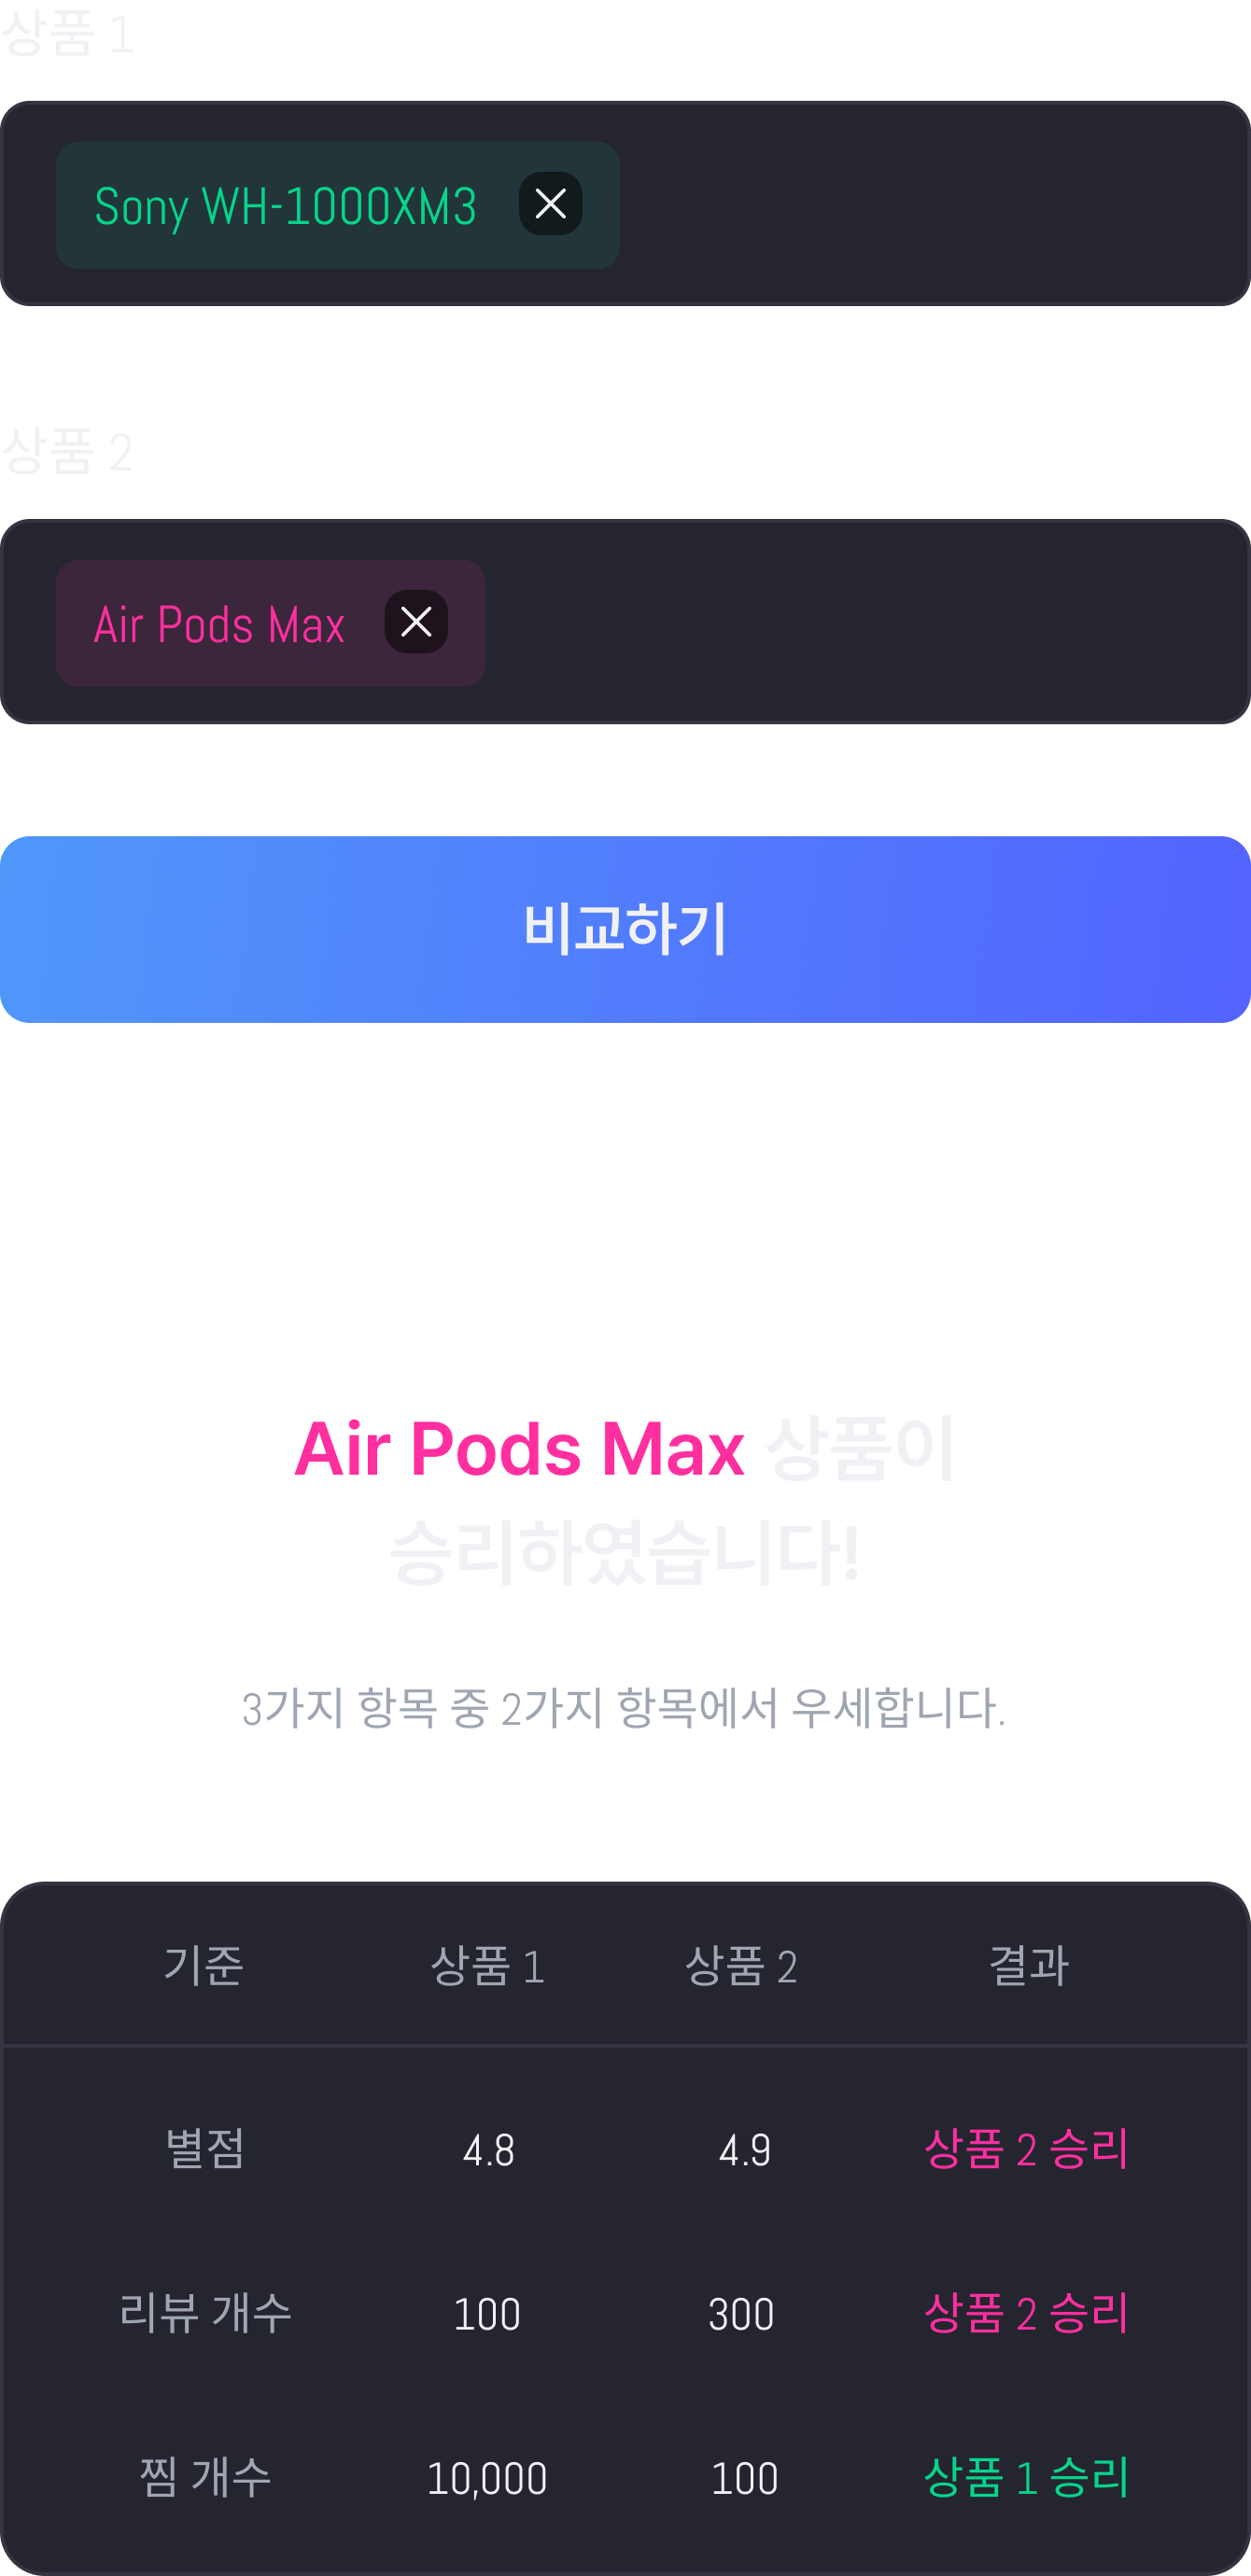 상품 1
Sony WH-1000XM3
상품 2
Air Pods Max
비교하기
Air Pods Max 상품이
승리하였습니다!
3가지 항목 중 2가지 항목에서 우세합니다.
기준 상품 1 상품 2 결과
별점 4.8 4.9 상품 2 승리
리뷰 개수 100 300 상품 2 승리
찜 개수 10,000 100 상품 1 승리